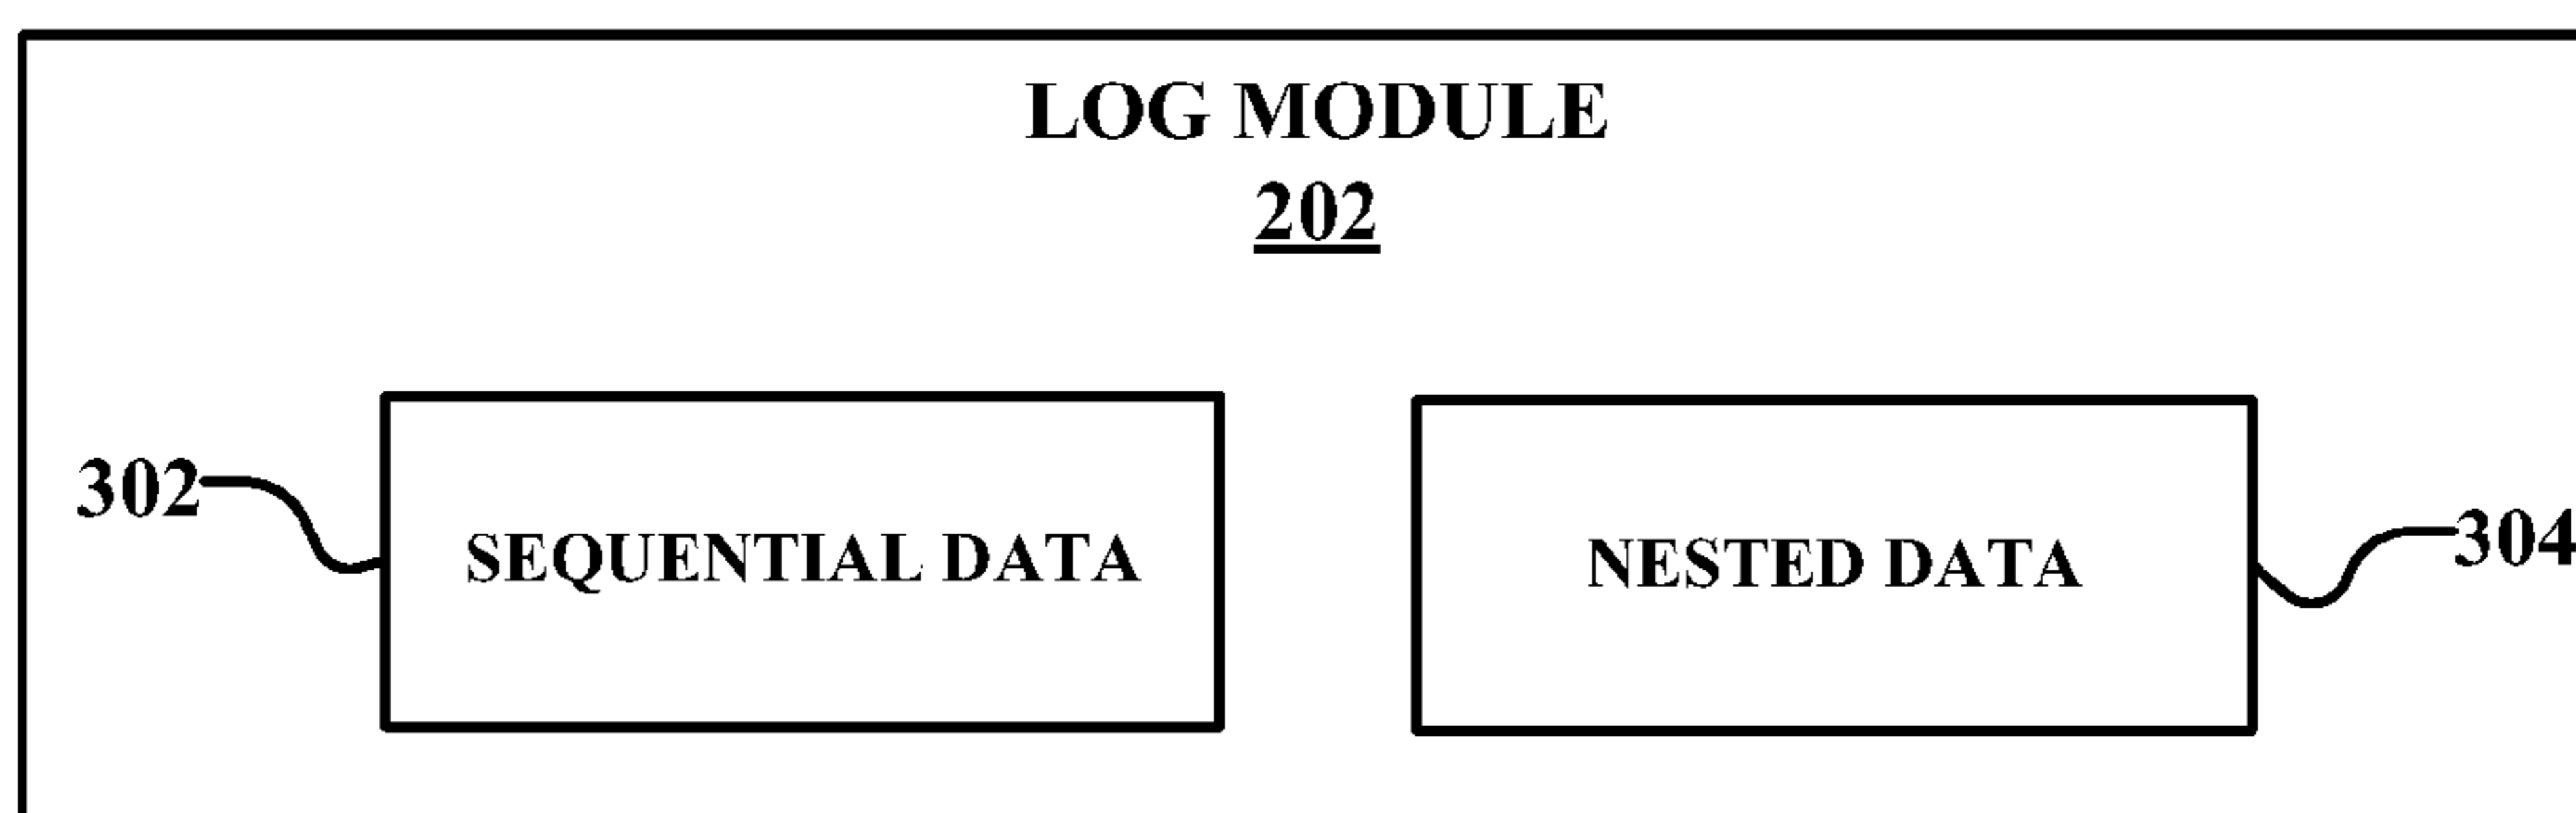 LOG MODULE
202
302
SEQUENTIAL DATA
NESTED DATA
304